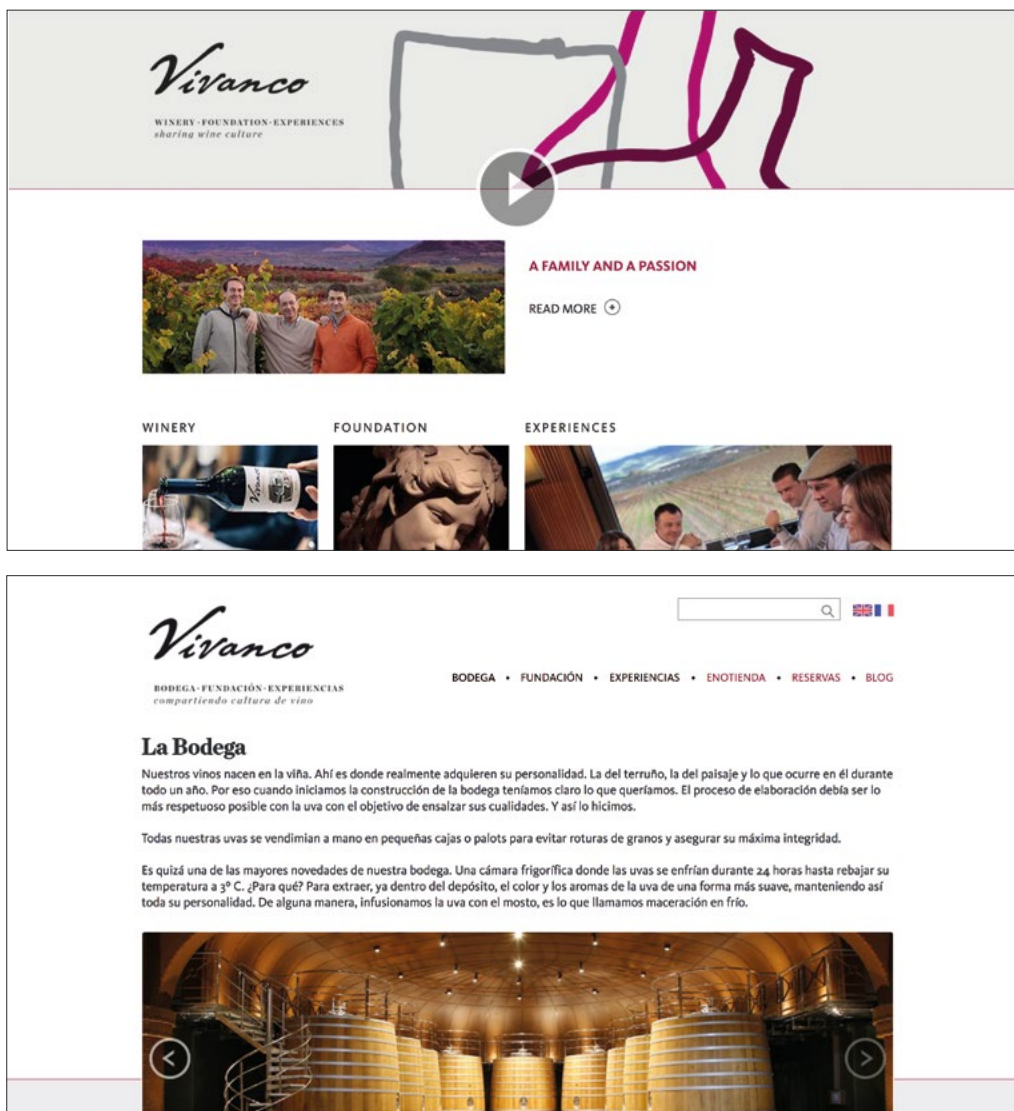 Vivanco
WINERY·FOUNDATION·EXPERIENCES
sharing wine culture
A FAMILY AND A PASSION
READ MORE
WINERY
FOUNDATION
EXPERIENCES
Vivanco
Vivanco
BODEGA·FUNDACIÓN·EXPERIENCIAS
compartiendo cultura de vino
BODEGA • FUNDACIÓN • EXPERIENCIAS • ENOTIENDA • RESERVAS • BLOG
La Bodega
Nuestros vinos nacen en la viña. Ahí es donde realmente adquieren su personalidad. La del terruño, la del paisaje y lo que ocurre en él durante
todo un año. Por eso cuando iniciamos la construcción de la bodega teníamos claro lo que queríamos. El proceso de elaboración debía ser lo
más respetuoso posible con la uva con el objetivo de ensalzar sus cualidades. Y así lo hicimos.
Todas nuestras uvas se vendimian a mano en pequeñas cajas o palots para evitar roturas de granos y asegurar su máxima integridad.
Es quizá una de las mayores novedades de nuestra bodega. Una cámara frigorífica donde las uvas se enfrían durante 24 horas hasta rebajar su
temperatura a 3º C. ¿Para qué? Para extraer, ya dentro del depósito, el color y los aromas de la uva de una forma más suave, manteniendo así
toda su personalidad. De alguna manera, infusionamos la uva con el mosto, es lo que llamamos maceración en frío.